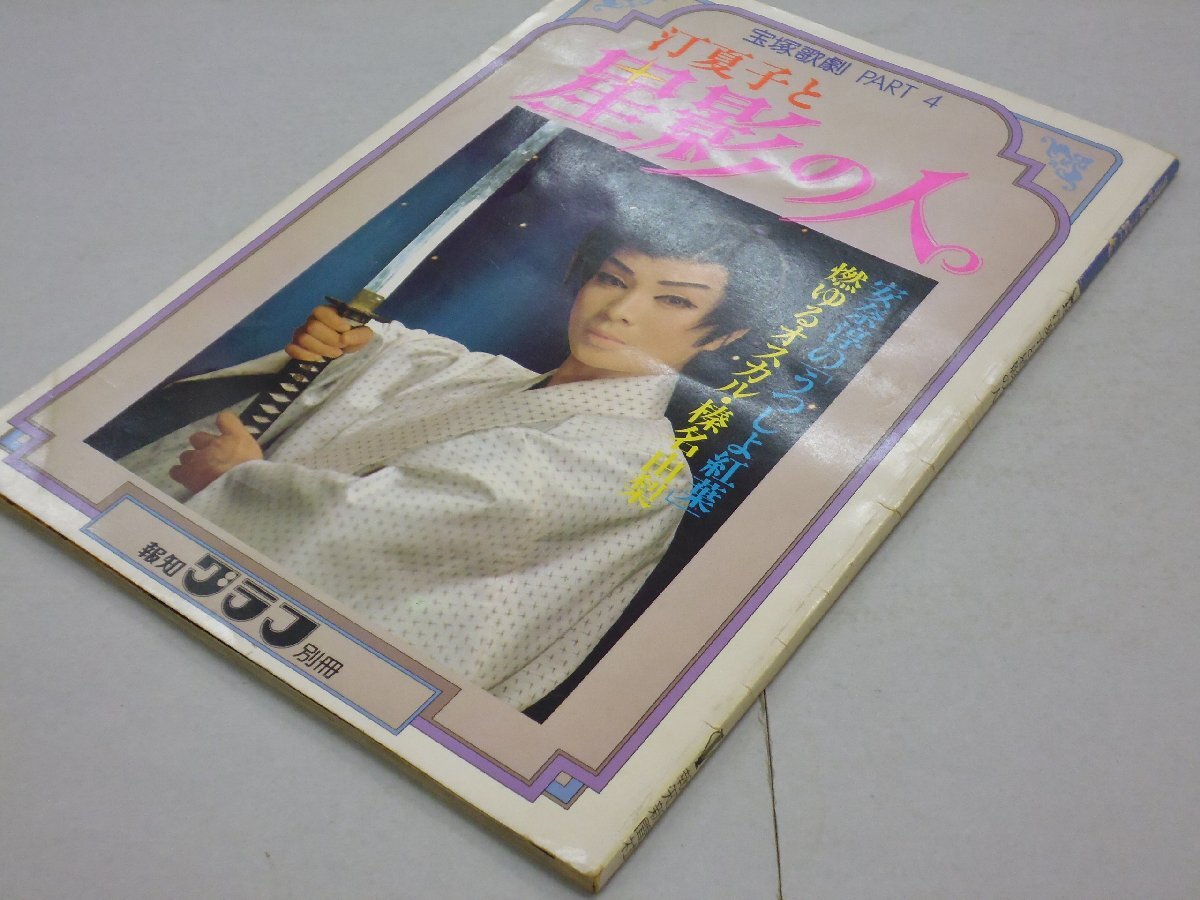 宝塚歌劇 PART 4
汀夏子と
星影の人。
安奈淳の「うつしよ紅葉」
燃ゆるオスカル・榛名由梨
報知グラフ別冊